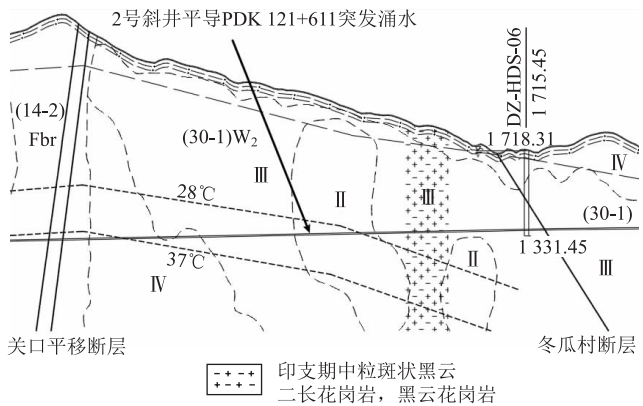 2号斜井平导PDK 121+611突发涌水
DZ-HDS-06
1 715.45
(14-2)
Fbr
(30-1)W₂
1 718.31
Ⅳ
Ⅲ
Ⅱ
Ⅲ
(30-1)
28℃
37℃
1 331.45
Ⅳ
Ⅱ
Ⅲ
关口平移断层
冬瓜村断层
印支期中粒斑状黑云
二长花岗岩，黑云花岗岩